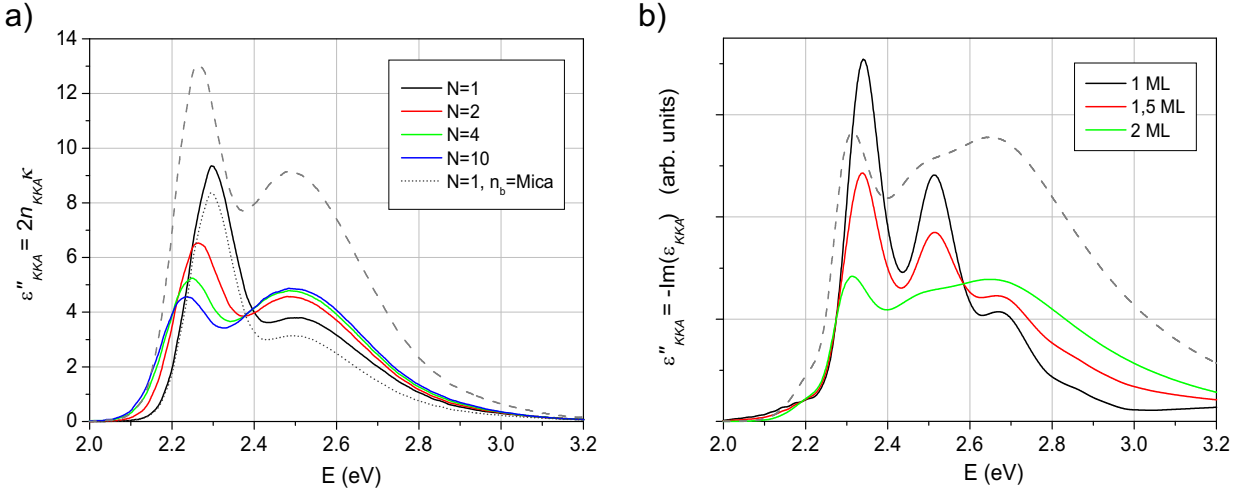 a)
ε″KKA = 2nKKAκ
14
12
10
8
6
4
2
0
2.0 2.2 2.4 2.6 2.8 3.0 3.2
E (eV)
N=1
N=2
N=4
N=10
N=1, nb=Mica
b)
ε″KKA = -Im(εKKA) (arb. units)
2.0 2.2 2.4 2.6 2.8 3.0 3.2
E (eV)
1 ML
1,5 ML
2 ML